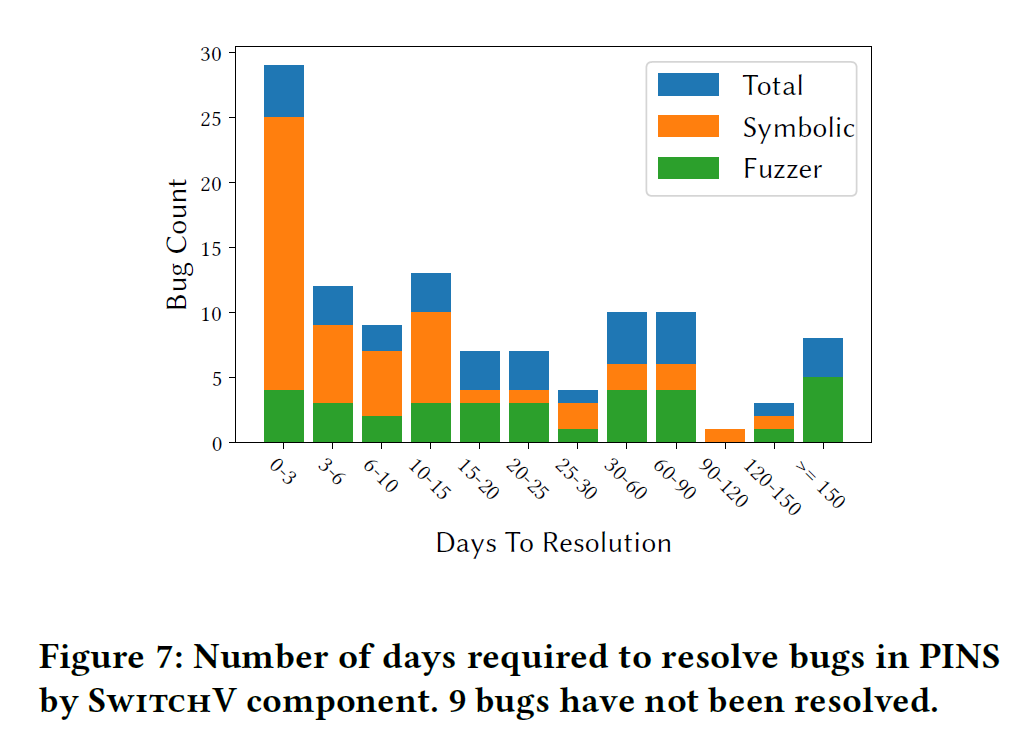 30
25
20
15
10
5
0
Bug Count
Total
Symbolic
Fuzzer
0-3
3-6
6-10
10-15
15-20
20-25
25-30
30-60
60-90
90-120
120-150
>= 150
Days To Resolution
Figure 7: Number of days required to resolve bugs in PINS
by SwitchV component. 9 bugs have not been resolved.